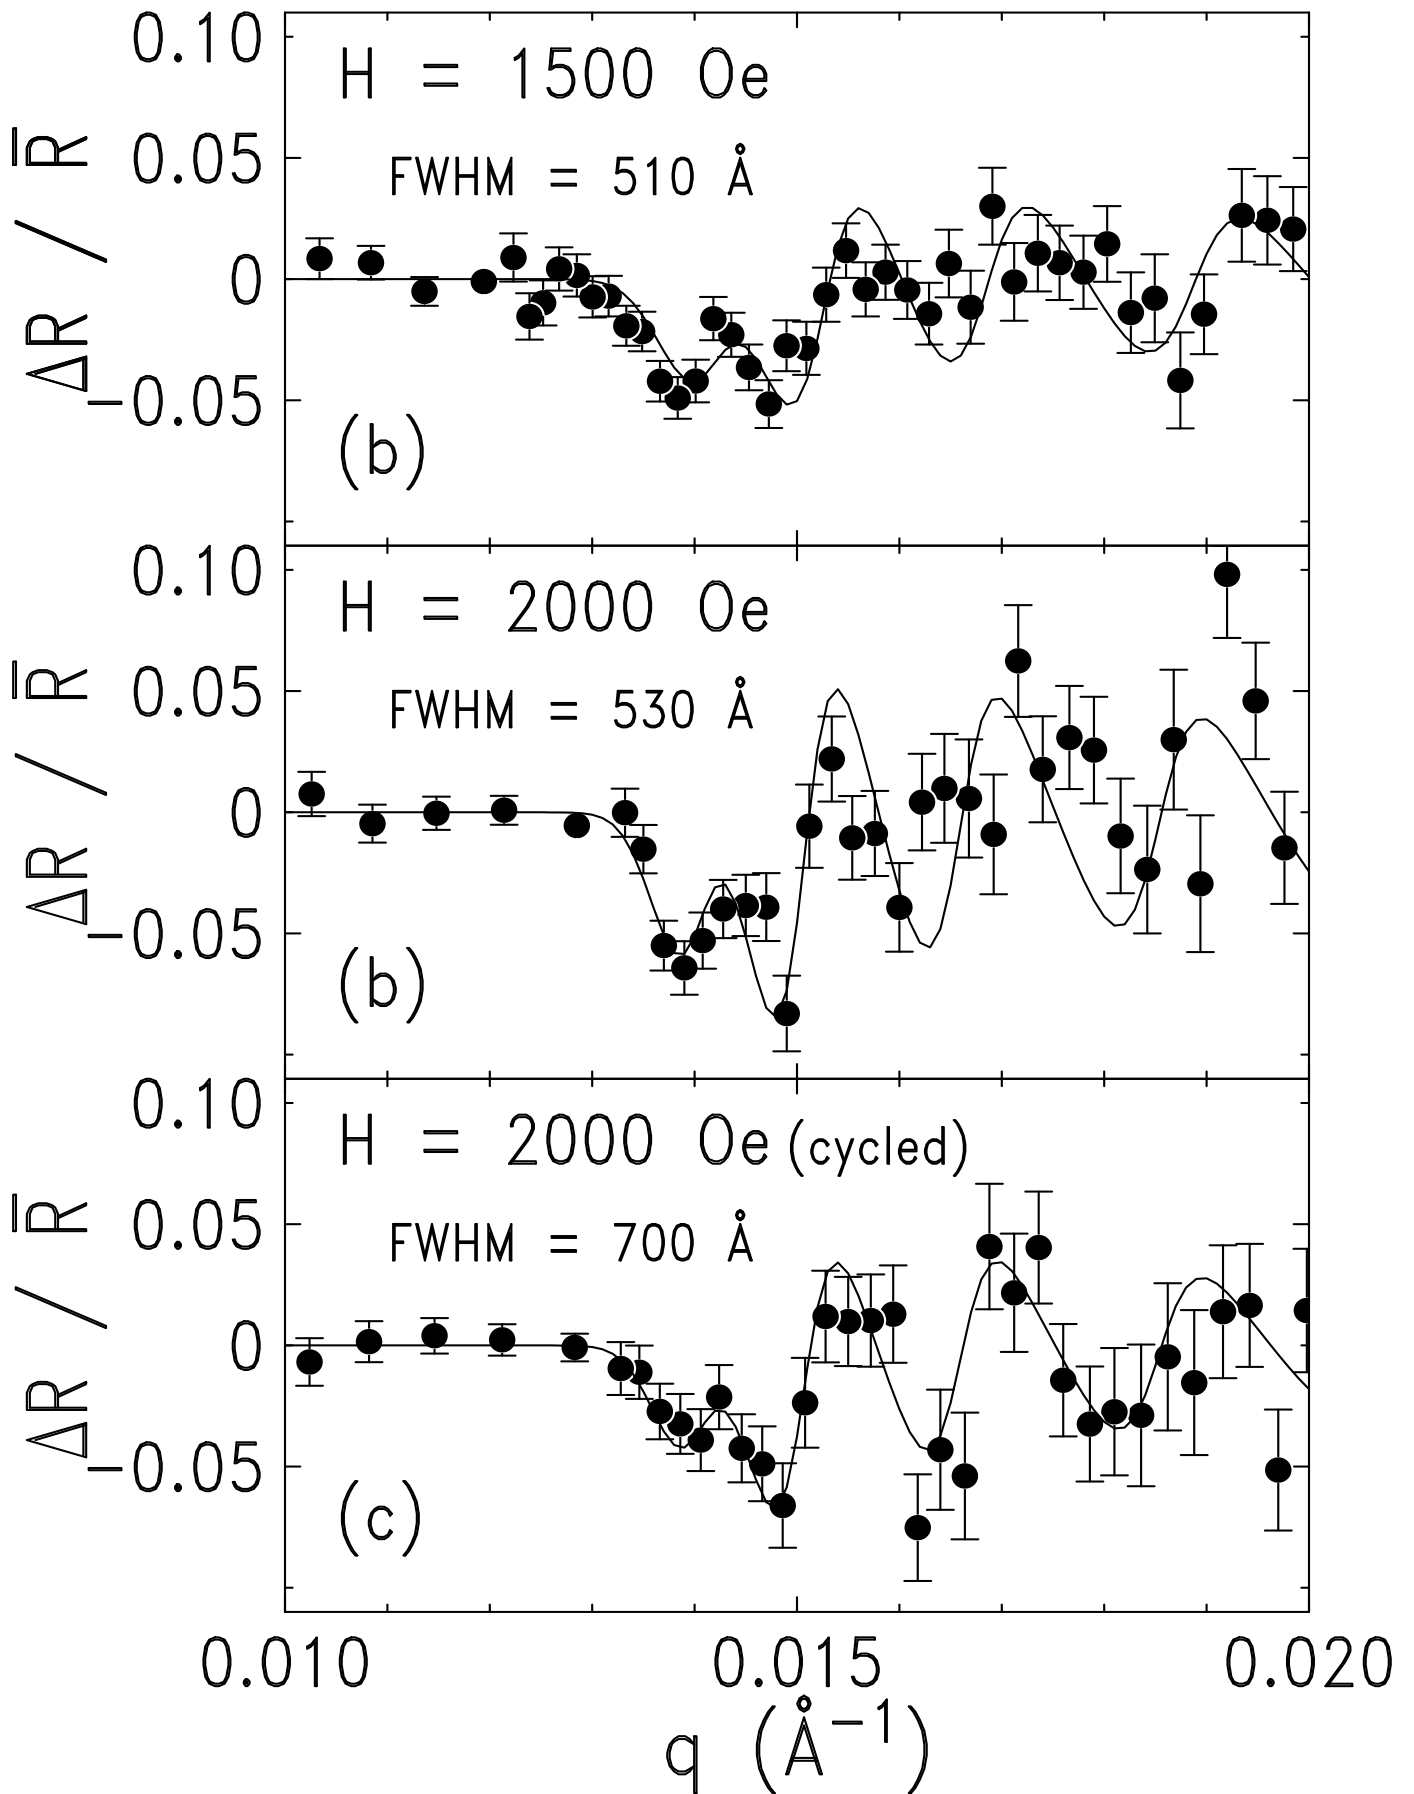 0.10
H = 1500 Oe
0.05
FWHM = 510 Å
0
−0.05
(b)
ΔR / R̅
0.10
H = 2000 Oe
0.05
FWHM = 530 Å
0
−0.05
(b)
ΔR / R̅
0.10
H = 2000 Oe (cycled)
0.05
FWHM = 700 Å
0
−0.05
(c)
ΔR / R̅
0.010 0.015 0.020
q (Å⁻¹)